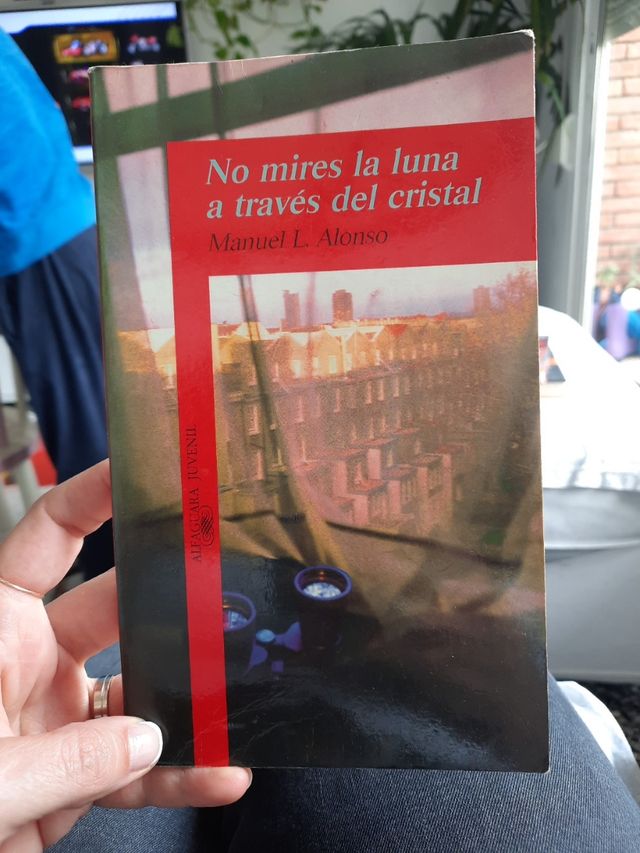 No mires la luna
a través del cristal
Manuel L. Alonso
ALFAGUARA JUVENIL